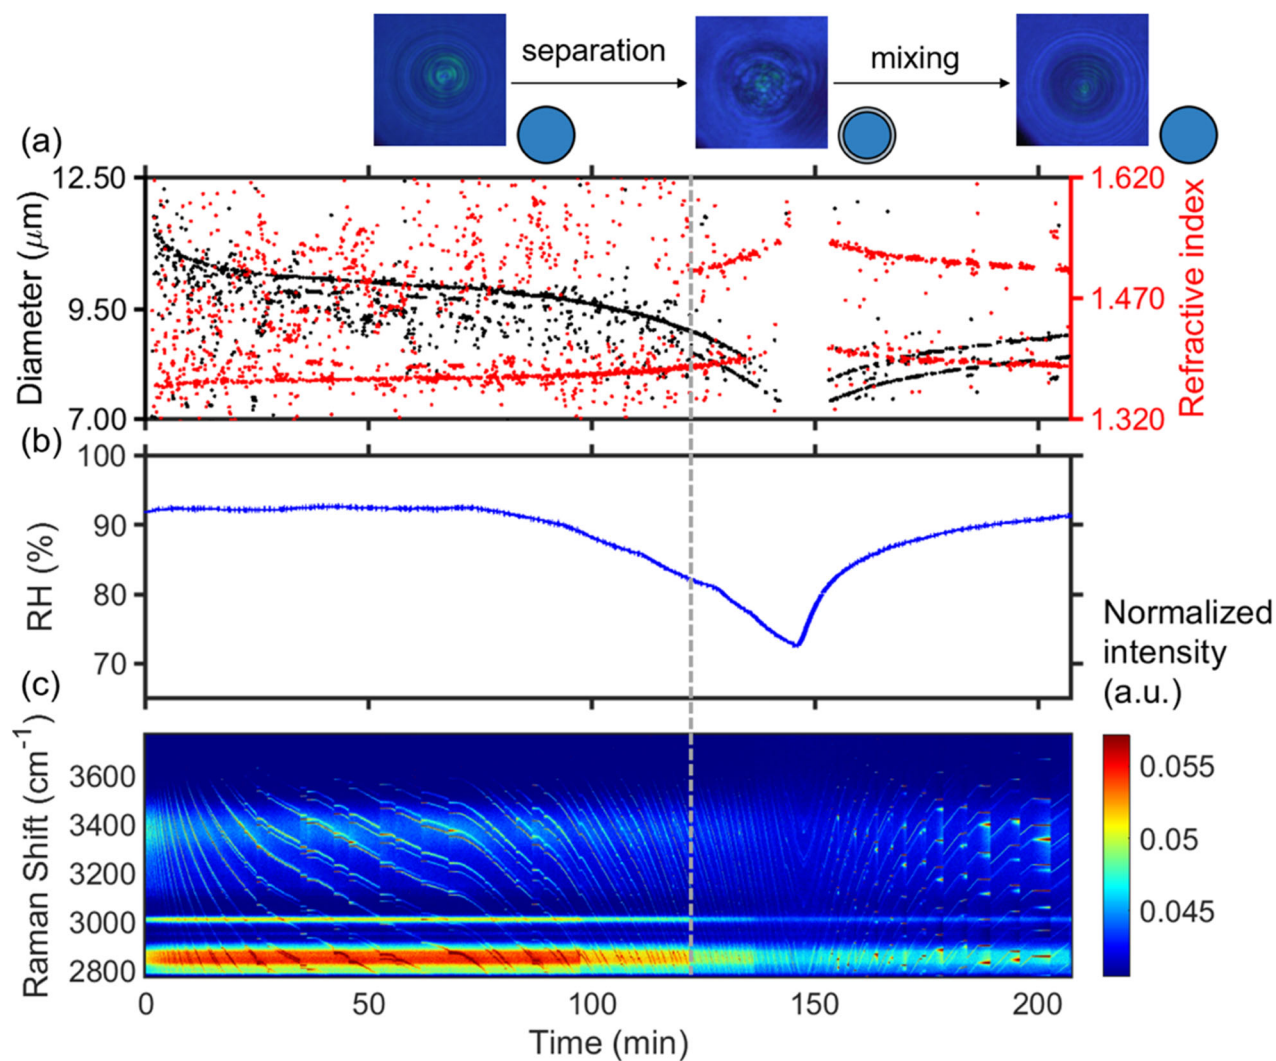 separation
mixing
(a)
12.50
9.50
7.00
Diameter (μm)
1.620
1.470
1.320
Refractive index
(b)
100
90
80
70
RH (%)
(c)
3600
3400
3200
3000
2800
Raman Shift (cm⁻¹)
Normalized
intensity
(a.u.)
0.055
0.05
0.045
0
50
100
150
200
Time (min)